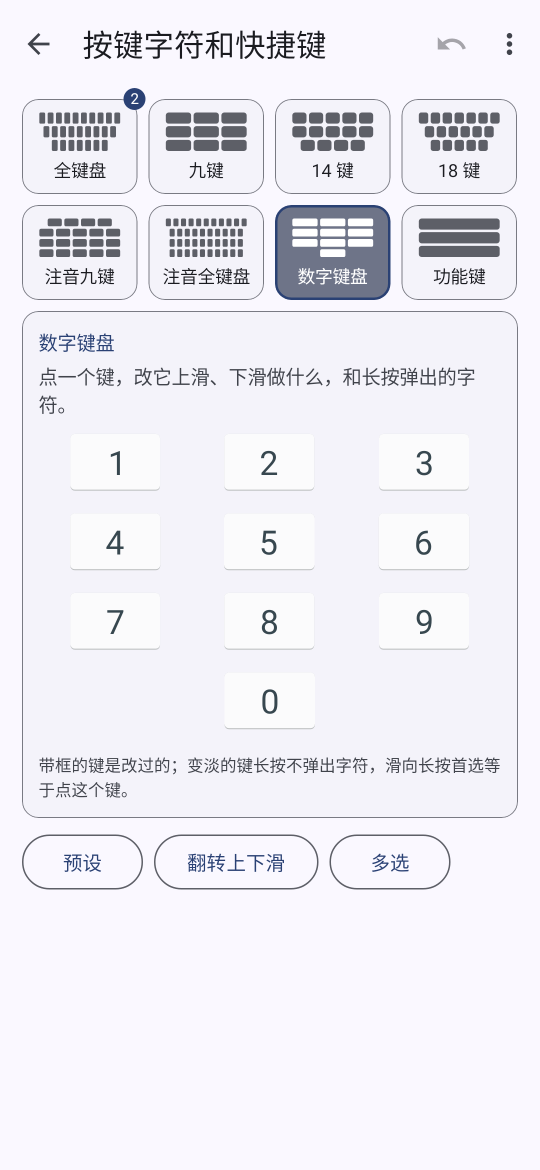 按键字符和快捷键
2
全键盘
九键
14 键
18 键
注音九键
注音全键盘
数字键盘
功能键
数字键盘
点一个键，改它上滑、下滑做什么，和长按弹出的字
符。
1
2
3
4
5
6
7
8
9
0
带框的键是改过的；变淡的键长按不弹出字符，滑向长按首选等
于点这个键。
预设
翻转上下滑
多选